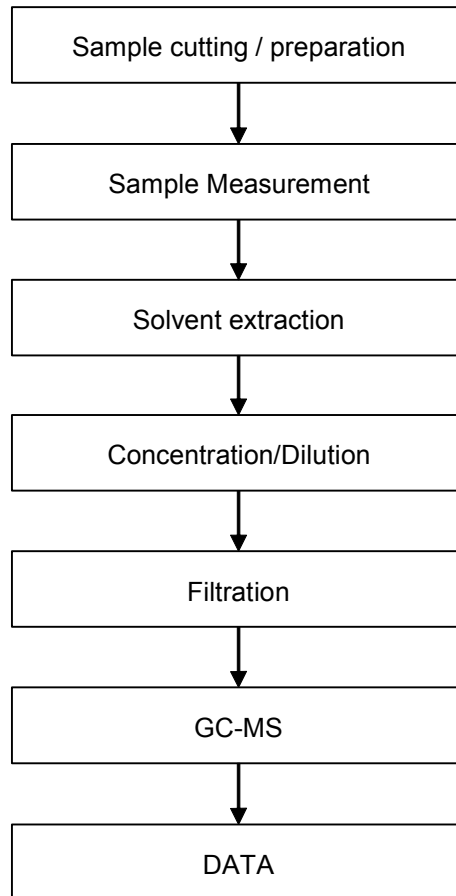 Sample cutting / preparation
Sample Measurement
Solvent extraction
Concentration/Dilution
Filtration
GC-MS
DATA